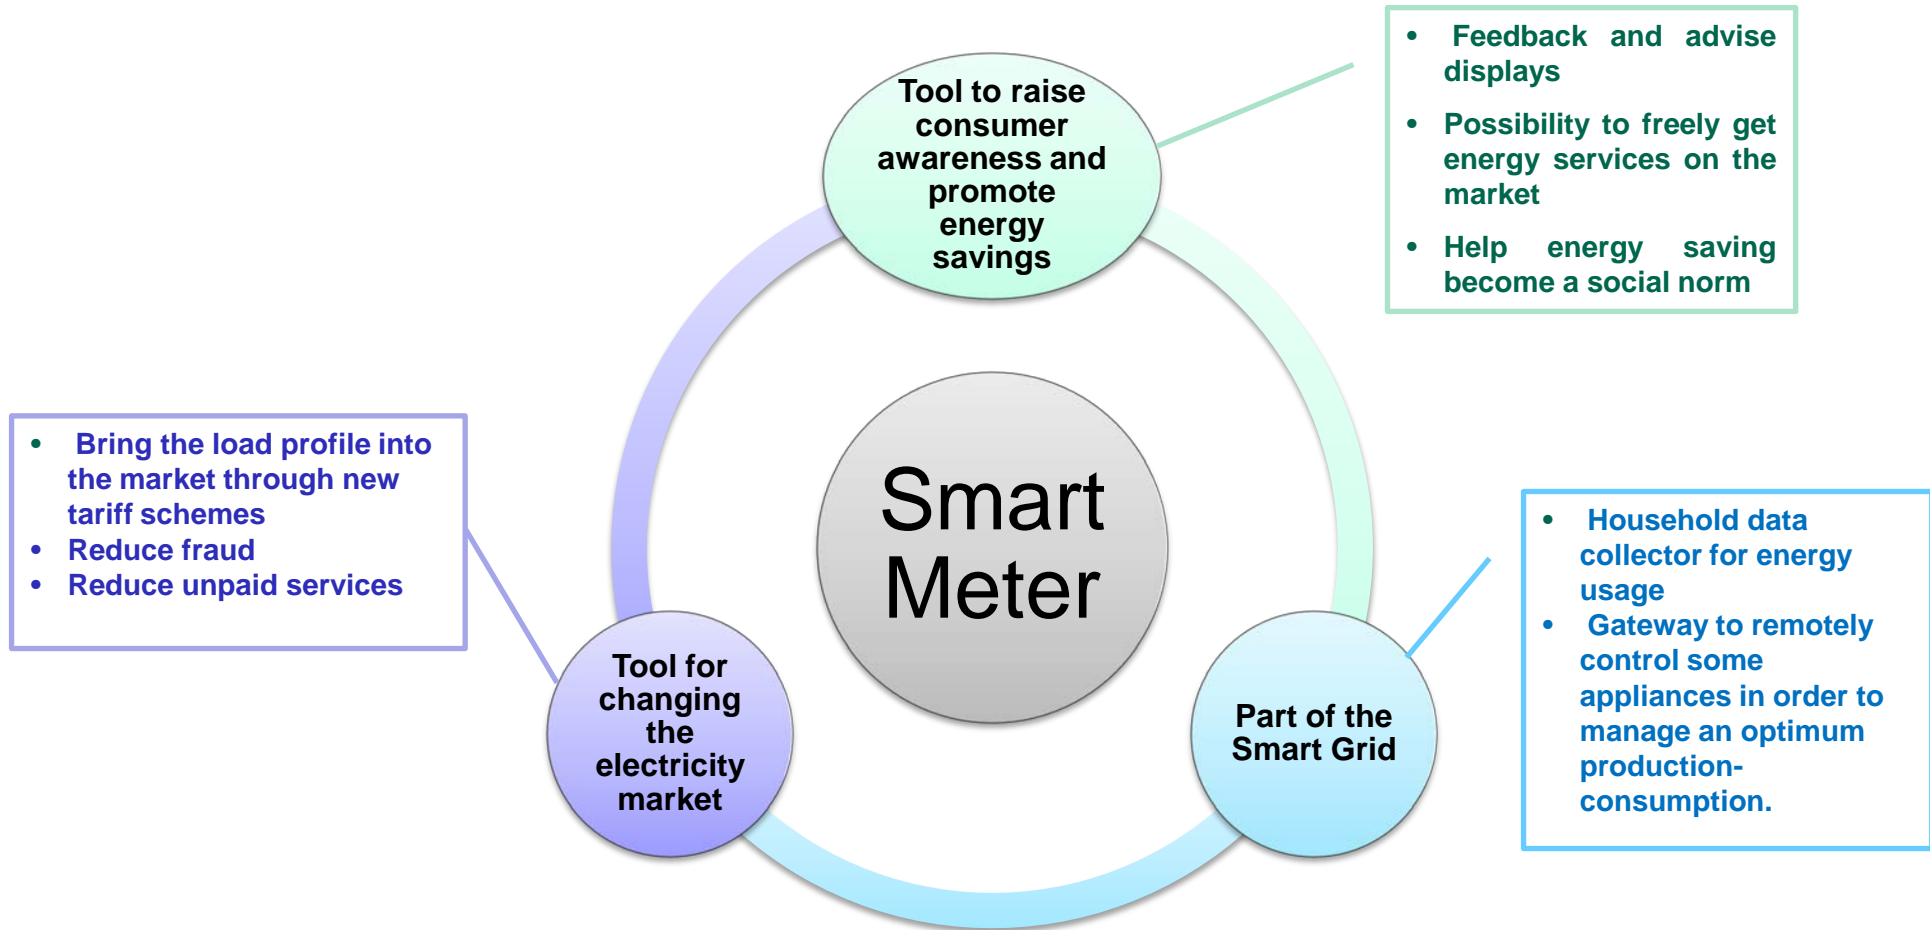 Tool to raise
consumer
awareness and
promote
energy
savings
• Feedback and advise
displays
• Possibility to freely get
energy services on the
market
• Help energy saving
become a social norm
Smart
Meter
• Bring the load profile into
the market through new
tariff schemes
• Reduce fraud
• Reduce unpaid services
Tool for
changing
the
electricity
market
Part of the
Smart Grid
• Household data
collector for energy
usage
• Gateway to remotely
control some
appliances in order to
manage an optimum
production-
consumption.